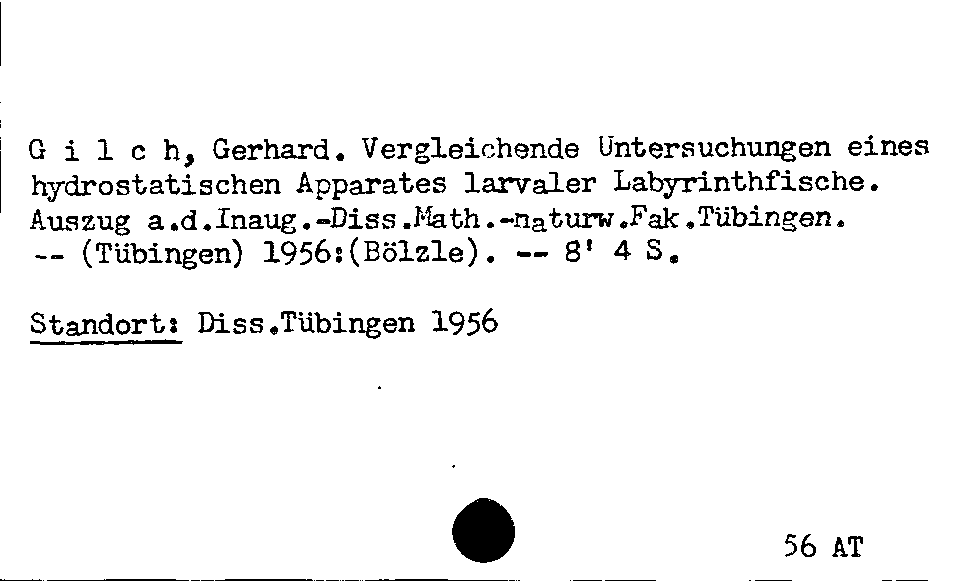 G i l c h, Gerhard. Vergleichende Untersuchungen eines
hydrostatischen Apparates larvaler Labyrinthfische.
Auszug a.d.Inaug.-Diss.Math.-naturw.Fak.Tübingen.
-- (Tübingen) 1956:(Bölzle). -- 8' 4 S.
Standort: Diss.Tübingen 1956
56 AT